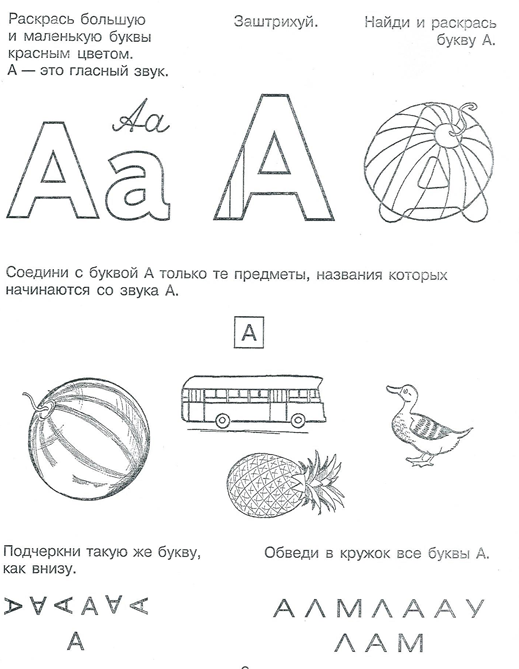 Раскрась большую
и маленькую буквы
красным цветом.
А — это гласный звук.
Заштрихуй.
Найди и раскрась
букву А.
Аа
Аа
А
А
Соедини с буквой А только те предметы, названия которых
начинаются со звука А.
А
Подчеркни такую же букву,
как внизу.
А А А А А А
А
Обведи в кружок все буквы А.
А Л М Л А А А У
Л А М